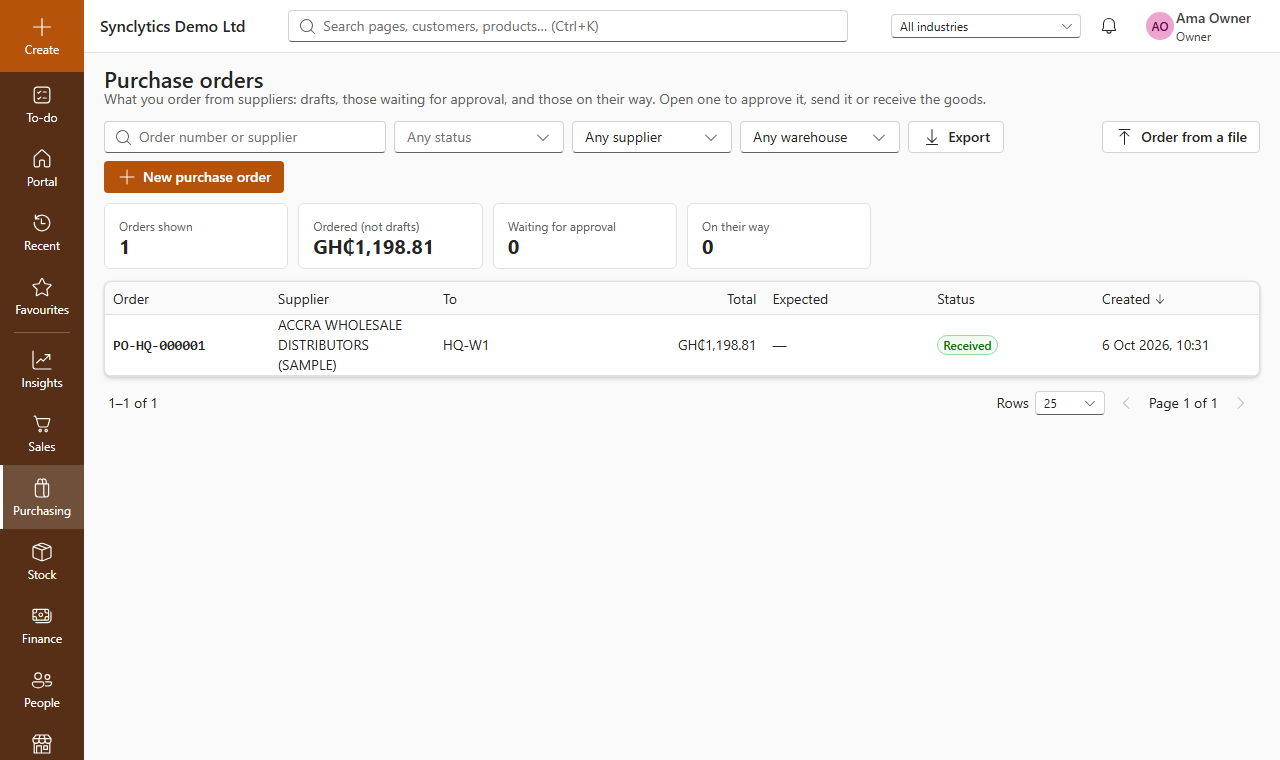 Create
Synclytics Demo Ltd
Search pages, customers, products... (Ctrl+K)
All industries
AO
Ama Owner
Owner
To-do
Portal
Recent
Favourites
Insights
Sales
Purchasing
Stock
Finance
People
Purchase orders
What you order from suppliers: drafts, those waiting for approval, and those on their way. Open one to approve it, send it or receive the goods.
Order number or supplier
Any status
Any supplier
Any warehouse
Export
Order from a file
New purchase order
Orders shown
1
Ordered (not drafts)
GH₵1,198.81
Waiting for approval
0
On their way
0
Order Supplier To Total Expected Status Created
PO-HQ-000001
ACCRA WHOLESALE
DISTRIBUTORS
(SAMPLE)
HQ-W1
GH₵1,198.81
—
Received
6 Oct 2026, 10:31
1–1 of 1
Rows 25
Page 1 of 1